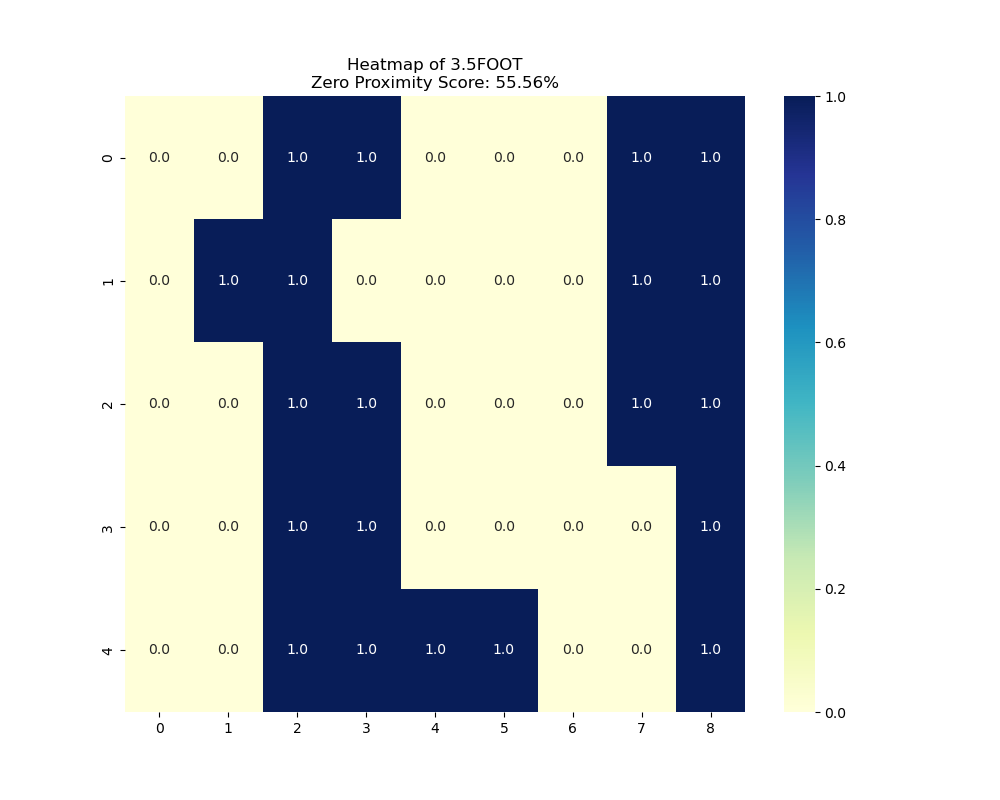 Heatmap of 3.5FOOT
Zero Proximity Score: 55.56%
0 0.0 0.0 1.0 1.0 0.0 0.0 0.0 1.0 1.0
1 0.0 1.0 1.0 0.0 0.0 0.0 0.0 1.0 1.0
2 0.0 0.0 1.0 1.0 0.0 0.0 0.0 1.0 1.0
3 0.0 0.0 1.0 1.0 0.0 0.0 0.0 0.0 1.0
4 0.0 0.0 1.0 1.0 1.0 1.0 0.0 0.0 1.0
0 1 2 3 4 5 6 7 8
1.0
0.8
0.6
0.4
0.2
0.0